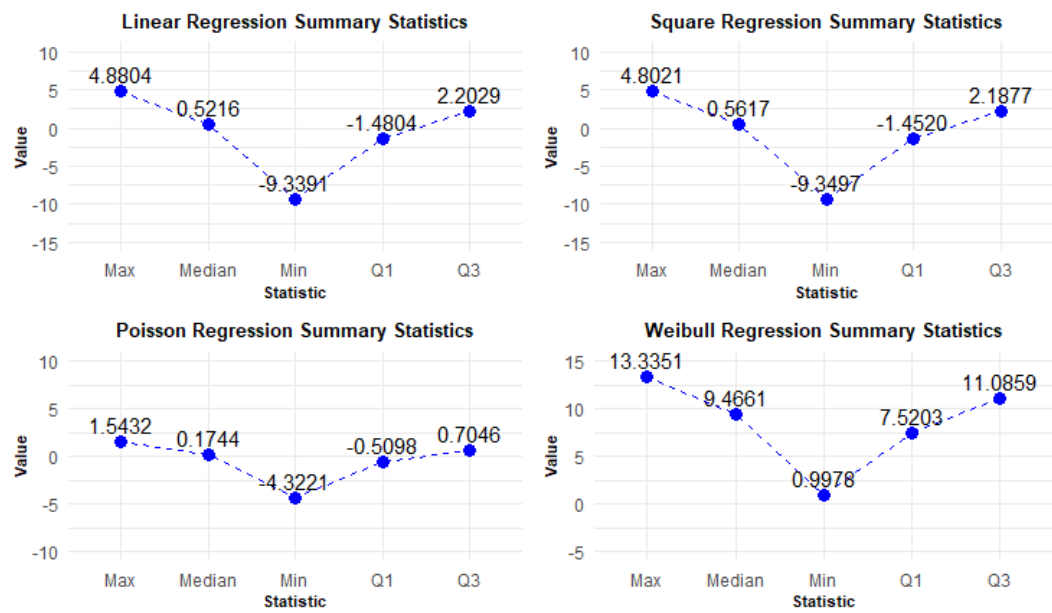 Linear Regression Summary Statistics
10
5
0
-5
-10
-15
Value
4.8804
0.5216
-9.3391
-1.4804
2.2029
Max Median Min Q1 Q3
Statistic
Square Regression Summary Statistics
10
5
0
-5
-10
-15
Value
4.8021
0.5617
-9.3497
-1.4520
2.1877
Max Median Min Q1 Q3
Statistic
Poisson Regression Summary Statistics
10
5
0
-5
-10
Value
1.5432
0.1744
-4.3221
-0.5098
0.7046
Max Median Min Q1 Q3
Statistic
Weibull Regression Summary Statistics
15
10
5
0
-5
Value
13.3351
9.4661
0.9978
7.5203
11.0859
Max Median Min Q1 Q3
Statistic